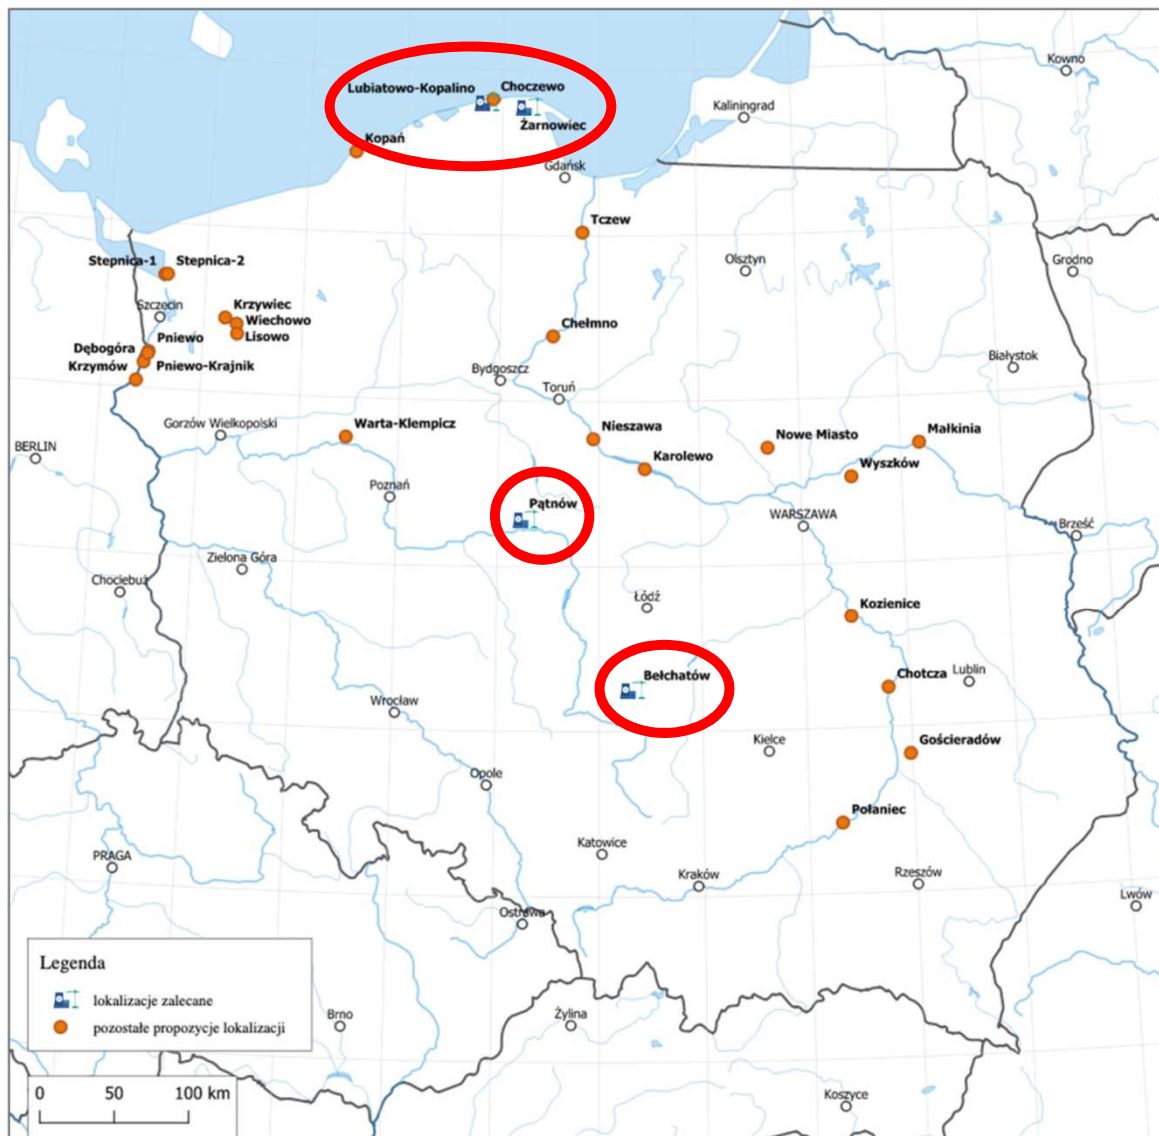 Kowno
Lubiatowo-Kopalino
Choczewo
Kaliningrad
Żarnowiec
Kopań
Gdańsk
Tczew
Stepnica-1
Stepnica-2
Olsztyn
Grodno
Szczecin
Krzywiec
Wiechowo
Lisowo
Pniewo
Dębogóra
Krzymów
Pniewo-Krajnik
Chełmno
Bydgoszcz
Toruń
Białystok
Gorzów Wielkopolski
Warta-Klempicz
Nieszawa
Nowe Miasto
Małkinia
BERLIN
Karolewo
Wyszków
Poznań
Pątnów
WARSZAWA
Brześć
Zielona Góra
Chociebuż
Łódź
Kozienice
Bełchatów
Chotcza
Lublin
Wrocław
Kielce
Gościeradów
Opole
Połaniec
Katowice
PRAGA
Kraków
Rzeszów
Lwów
Ostrawa
Legenda
lokalizacje zalecane
pozostałe propozycje lokalizacji
Brno
Żylina
Koszyce
0 50 100 km